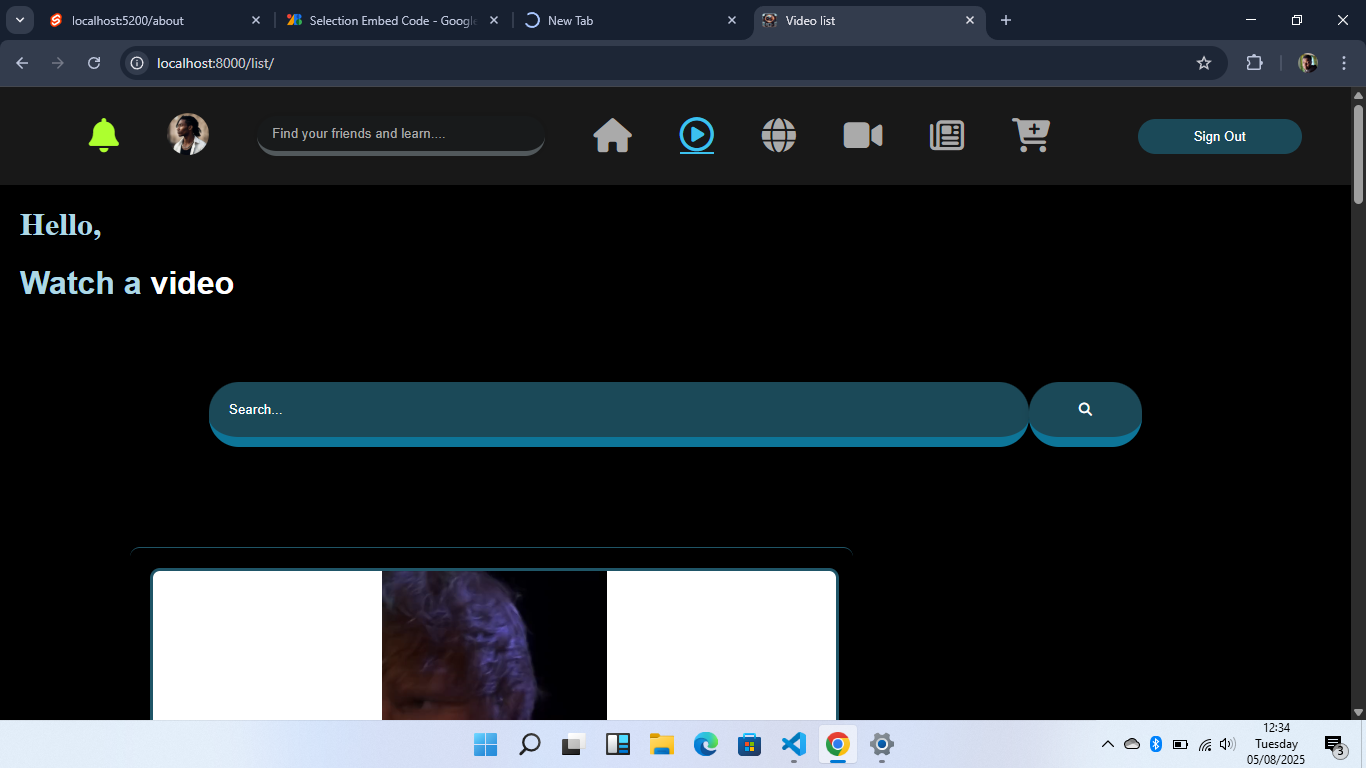 localhost:5200/about
Selection Embed Code - Google
New Tab
Video list
localhost:8000/list/
Find your friends and learn....
Sign Out
Hello,
Watch a video
Search...
12:34
Tuesday
05/08/2025
3